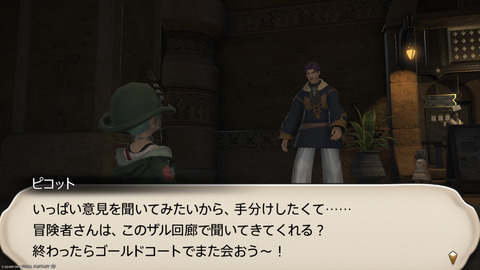 ピコット
いっぱい意見を聞いてみたいから、手分けしたくて……
冒険者さんは、このザル回廊で聞いてきてくれる？
終わったらゴールドコートでまた会おう～！